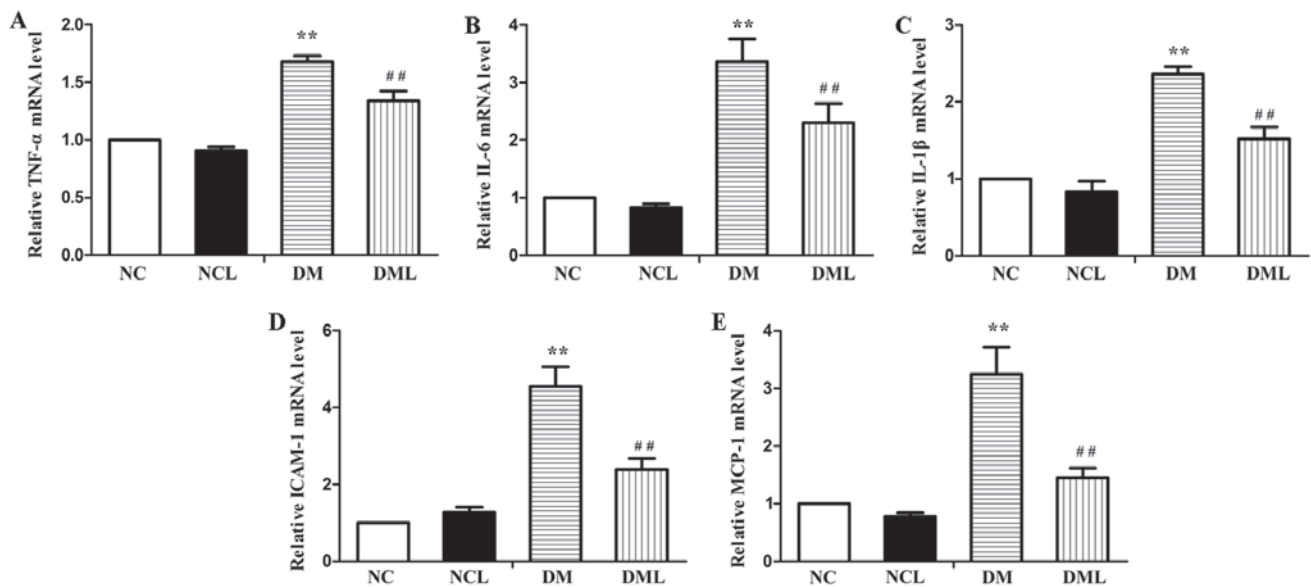 A
Relative TNF-α mRNA level
2.0
1.5
1.0
0.5
0.0
**
##
NC NCL DM DML
B
Relative IL-6 mRNA level
4
3
2
1
0
**
##
NC NCL DM DML
C
Relative IL-1β mRNA level
3
2
1
0
**
##
NC NCL DM DML
D
Relative ICAM-1 mRNA level
6
4
2
0
**
##
NC NCL DM DML
E
Relative MCP-1 mRNA level
4
3
2
1
0
**
##
NC NCL DM DML